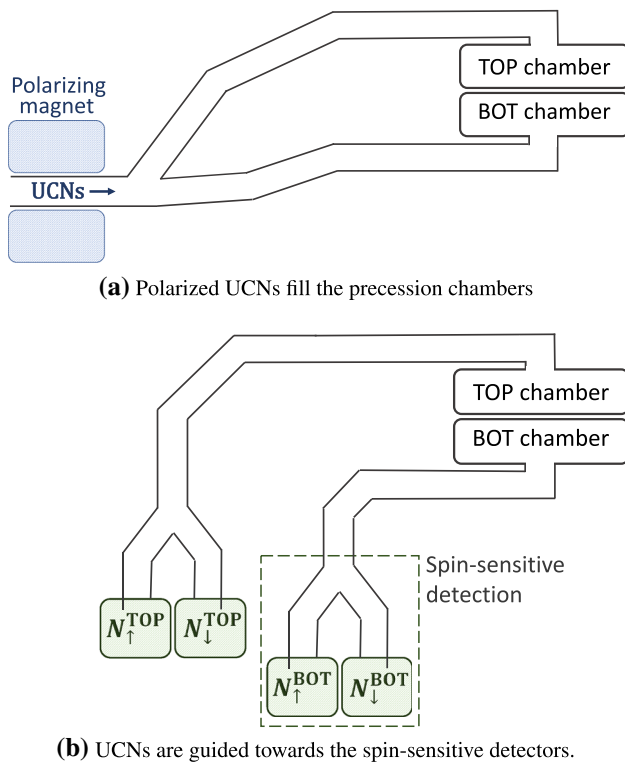 Polarizing
magnet
UCNs →
TOP chamber
BOT chamber
(a) Polarized UCNs fill the precession chambers
TOP chamber
BOT chamber
Spin-sensitive
detection
N↑TOP N↓TOP
N↑BOT N↓BOT
(b) UCNs are guided towards the spin-sensitive detectors.